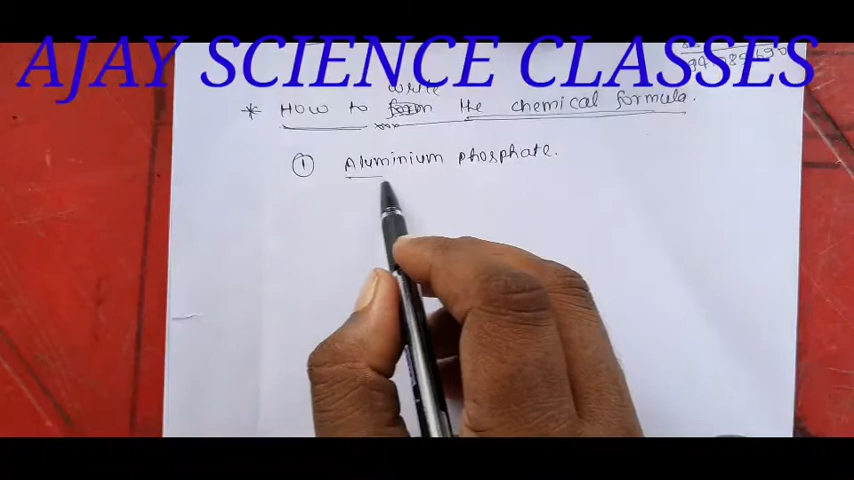 AJAY SCIENCE CLASSES
write
* How to the chemical formula.
① Aluminium phosphate.